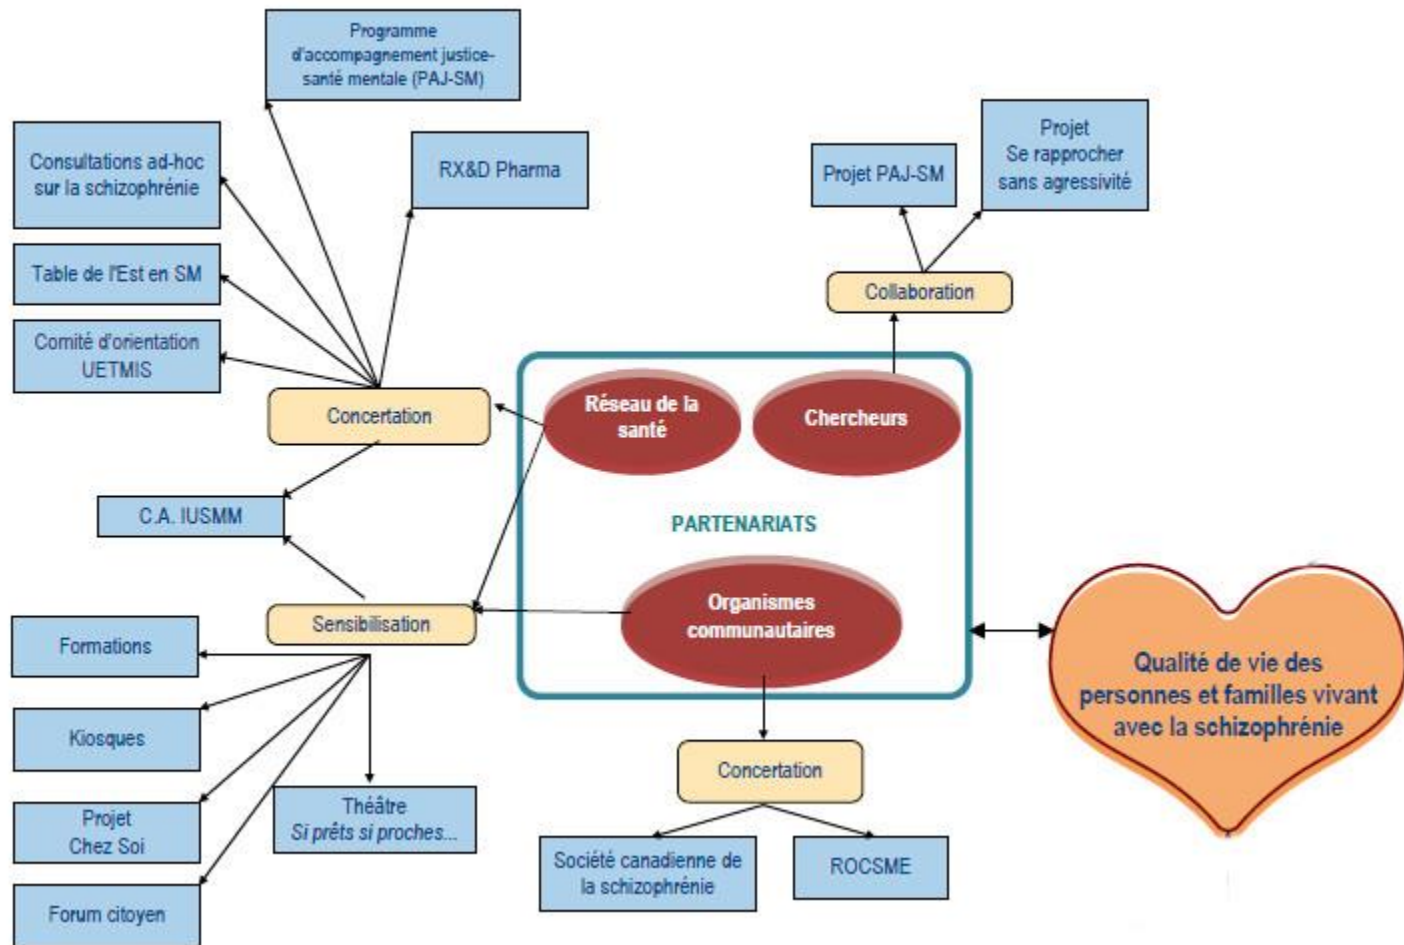 Programme
d'accompagnement justice-
santé mentale (PAJ-SM)
Consultations ad-hoc
sur la schizophrénie
RX&D Pharma
Projet PAJ-SM
Projet
Se rapprocher
sans agressivité
Table de l'Est en SM
Collaboration
Comité d'orientation
UETMIS
Concertation
Réseau de la
santé
Chercheurs
C.A. IUSMM
PARTENARIATS
Sensibilisation
Organismes
communautaires
Formations
Qualité de vie des
personnes et familles vivant
avec la schizophrénie
Kiosques
Concertation
Projet
Chez Soi
Théâtre
Si prêts si proches...
Société canadienne de
la schizophrénie
ROCSME
Forum citoyen